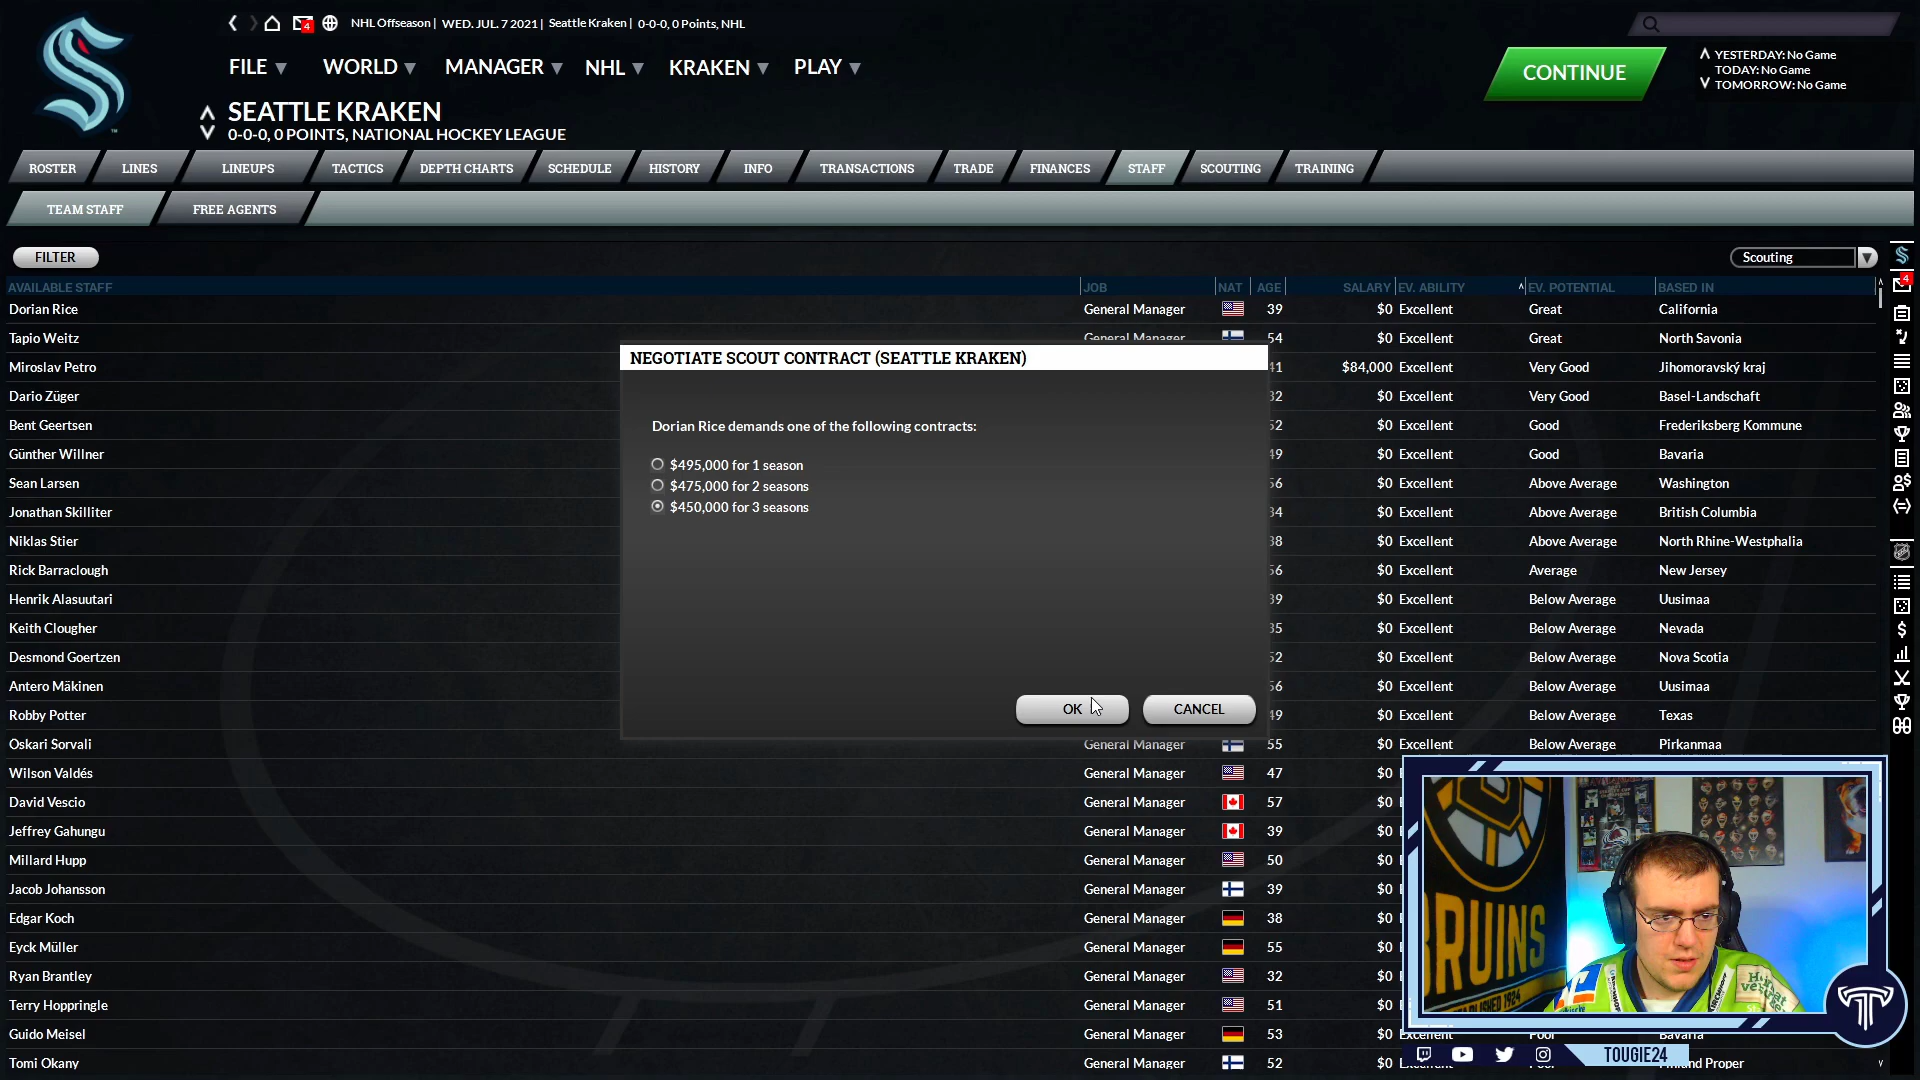 NHL Offseason | WED. JUL. 7 2021 | Seattle Kraken | 0-0-0, 0 Points, NHL
4
FILE WORLD MANAGER NHL KRAKEN PLAY
CONTINUE
YESTERDAY: No Game
TODAY: No Game
TOMORROW: No Game
SEATTLE KRAKEN
0-0-0, 0 POINTS, NATIONAL HOCKEY LEAGUE
ROSTER LINES LINEUPS TACTICS DEPTH CHARTS SCHEDULE HISTORY INFO TRANSACTIONS TRADE FINANCES STAFF SCOUTING TRAINING
TEAM STAFF FREE AGENTS
FILTER Scouting
AVAILABLE STAFF JOB NAT AGE SALARY EV. ABILITY EV. POTENTIAL BASED IN
4
Dorian Rice General Manager 39 $0 Excellent Great California
Tapio Weitz General Manager 54 $0 Excellent Great North Savonia
Miroslav Petro $84,000 Excellent Very Good Jihomoravský kraj
Dario Züger $0 Excellent Very Good Basel-Landschaft
Bent Geertsen $0 Excellent Good Frederiksberg Kommune
Günther Willner $0 Excellent Good Bavaria
Sean Larsen $0 Excellent Above Average Washington
Jonathan Skilliter $0 Excellent Above Average British Columbia
Niklas Stier $0 Excellent Above Average North Rhine-Westphalia
Rick Barraclough $0 Excellent Average New Jersey
Henrik Alasuutari $0 Excellent Below Average Uusimaa
Keith Clougher $0 Excellent Below Average Nevada
Desmond Goertzen $0 Excellent Below Average Nova Scotia
Antero Mäkinen $0 Excellent Below Average Uusimaa
Robby Potter $0 Excellent Below Average Texas
Oskari Sorvali General Manager 55 $0 Excellent Below Average Pirkanmaa
Wilson Valdés General Manager 47 $0
David Vescio General Manager 57 $0
Jeffrey Gahungu General Manager 39 $0
Millard Hupp General Manager 50 $0
Jacob Johansson General Manager 39 $0
Edgar Koch General Manager 38 $0
Eyck Müller General Manager 55 $0
Ryan Brantley General Manager 32 $0
Terry Hoppringle General Manager 51 $0
Guido Meisel General Manager 53 $0 Excellent Poor Bavaria
Tomi Okany General Manager 52 $0 Proper
NEGOTIATE SCOUT CONTRACT (SEATTLE KRAKEN)
Dorian Rice demands one of the following contracts:
$495,000 for 1 season
$475,000 for 2 seasons
$450,000 for 3 seasons
OK CANCEL
BRUINS
TOUGIE24